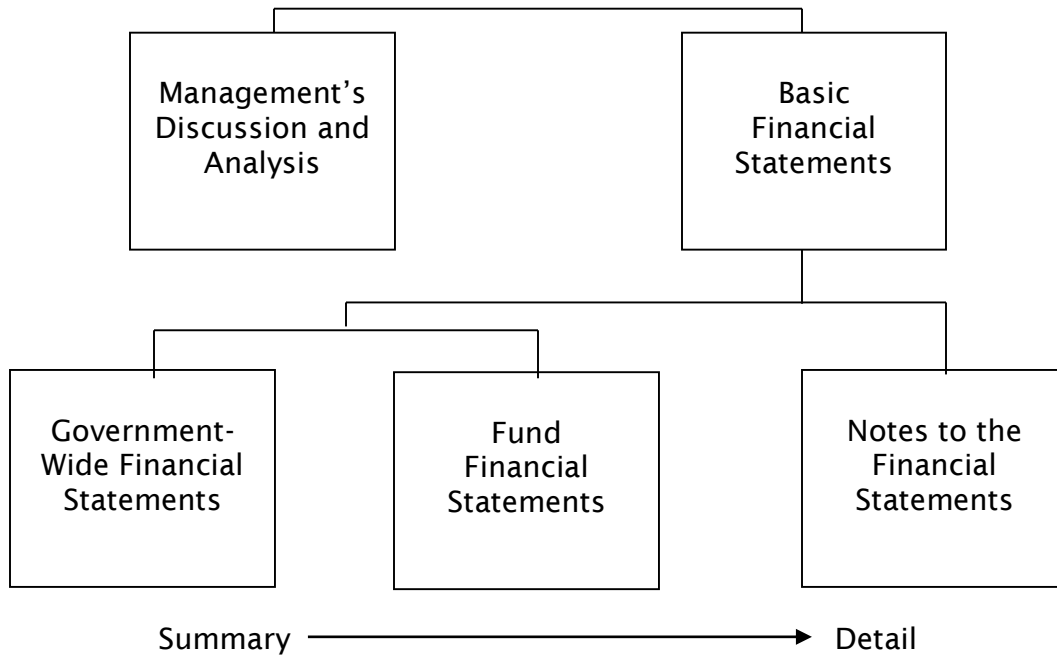 Management’s
Discussion and
Analysis
Basic
Financial
Statements
Government-
Wide Financial
Statements
Fund
Financial
Statements
Notes to the
Financial
Statements
Summary
Detail